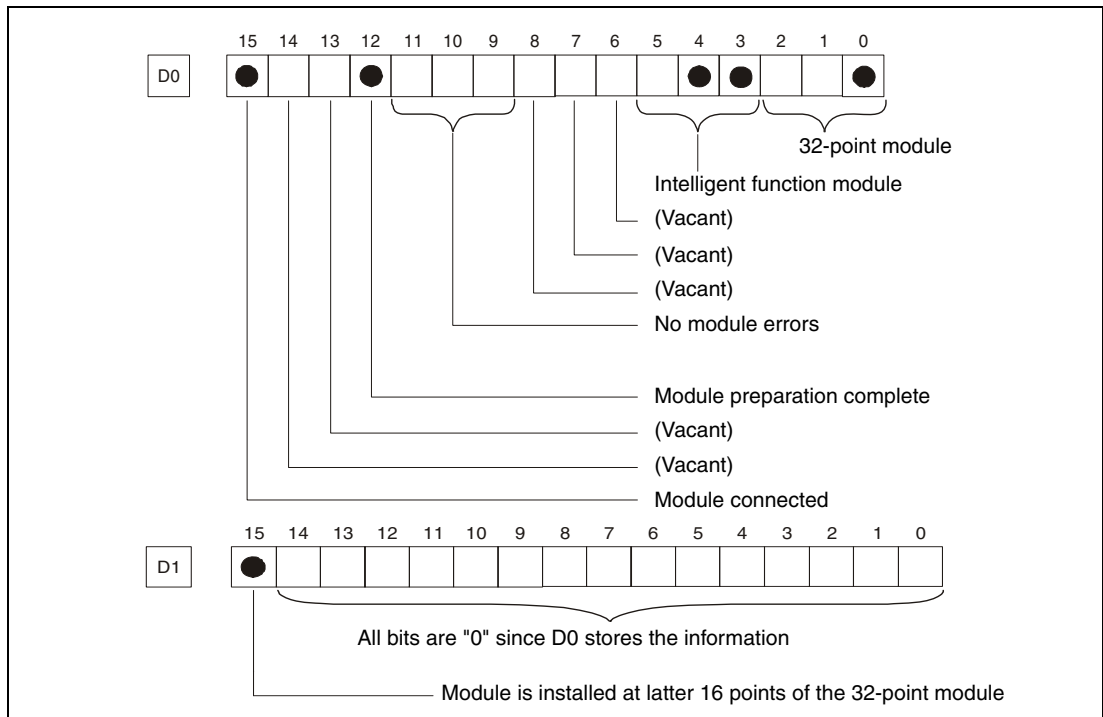 15 14 13 12 11 10 9 8 7 6 5 4 3 2 1 0
D0
32-point module
Intelligent function module
(Vacant)
(Vacant)
(Vacant)
No module errors
Module preparation complete
(Vacant)
(Vacant)
Module connected
15 14 13 12 11 10 9 8 7 6 5 4 3 2 1 0
D1
All bits are "0" since D0 stores the information
Module is installed at latter 16 points of the 32-point module